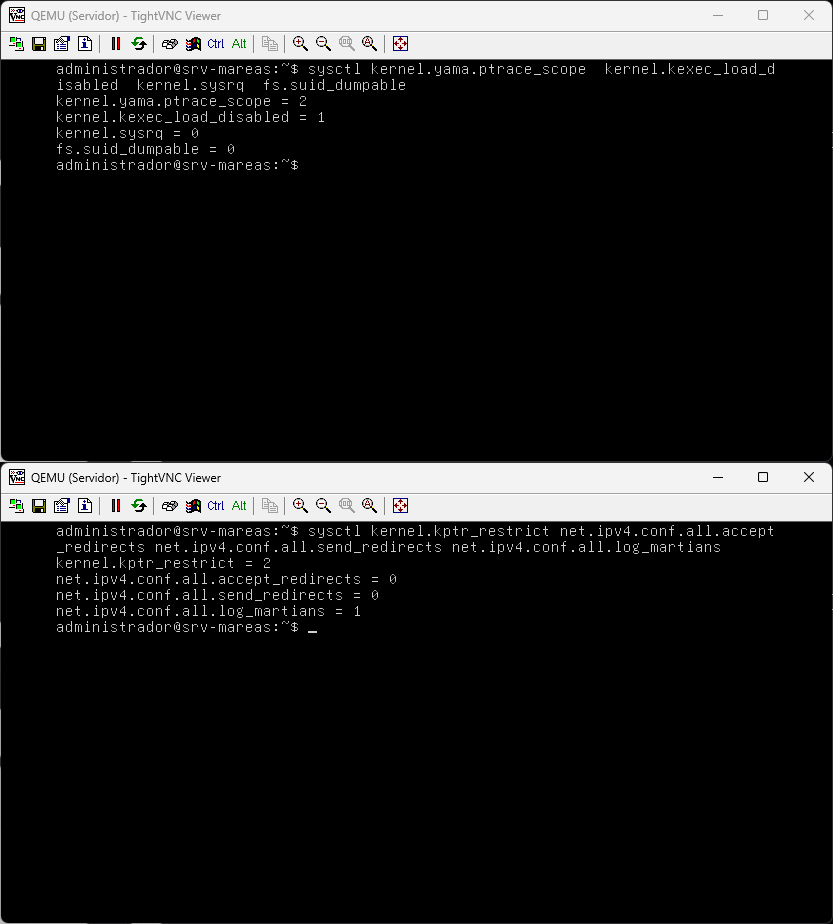 QEMU (Servidor) - TightVNC Viewer
Ctrl Alt
administrador@srv-mareas:~$ sysctl kernel.yama.ptrace_scope  kernel.kexec_load_d
isabled  kernel.sysrq  fs.suid_dumpable
kernel.yama.ptrace_scope = 2
kernel.kexec_load_disabled = 1
kernel.sysrq = 0
fs.suid_dumpable = 0
administrador@srv-mareas:~$
QEMU (Servidor) - TightVNC Viewer
Ctrl Alt
administrador@srv-mareas:~$ sysctl kernel.kptr_restrict net.ipv4.conf.all.accept
_redirects net.ipv4.conf.all.send_redirects net.ipv4.conf.all.log_martians
kernel.kptr_restrict = 2
net.ipv4.conf.all.accept_redirects = 0
net.ipv4.conf.all.send_redirects = 0
net.ipv4.conf.all.log_martians = 1
administrador@srv-mareas:~$ _